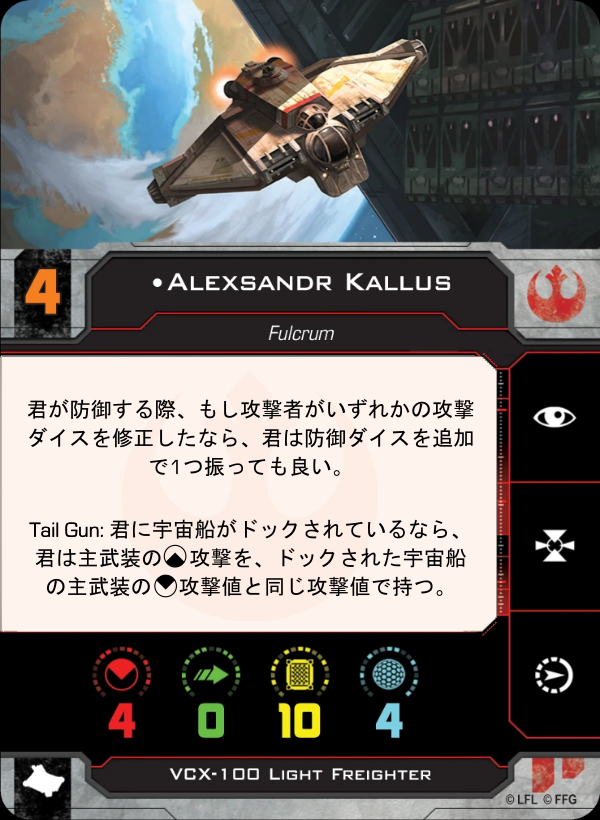 4
•Alexsandr Kallus
Fulcrum
君が防御する際、もし攻撃者がいずれかの攻撃
ダイスを修正したなら、君は防御ダイスを追加
で1つ振っても良い。
Tail Gun: 君に宇宙船がドックされているなら、
君は主武装の攻撃を、ドックされた宇宙船
の主武装の攻撃値と同じ攻撃値で持つ。
4 0 10 4
VCX-100 Light Freighter
©LFL ©FFG